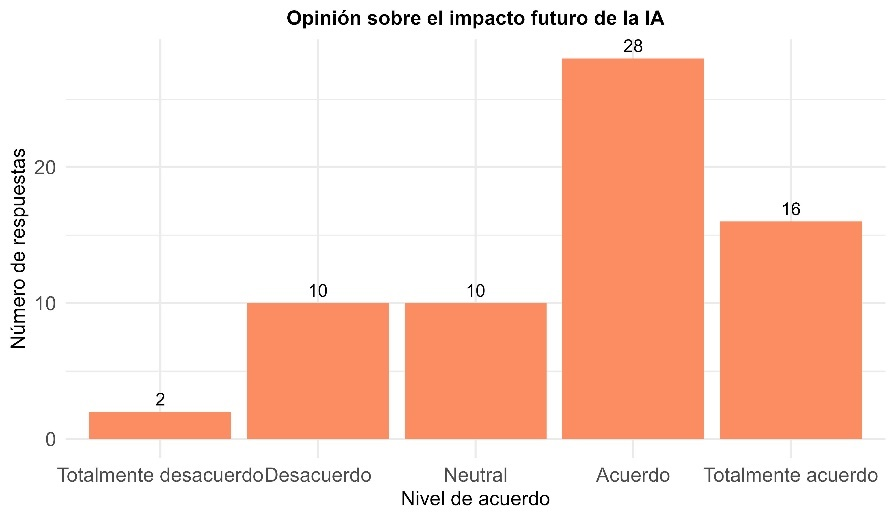 Opinión sobre el impacto futuro de la IA
28
20
16
10
10
10
2
0
Número de respuestas
Totalmente desacuerdo Desacuerdo Neutral Acuerdo Totalmente acuerdo
Nivel de acuerdo